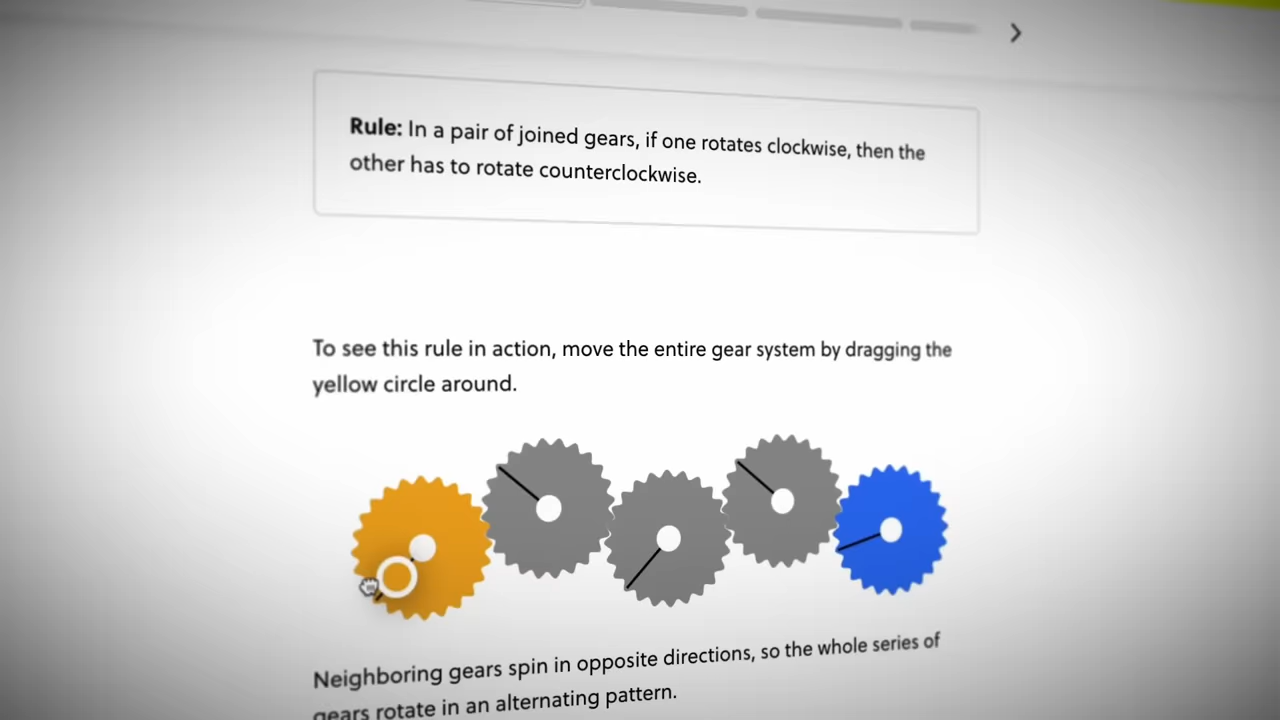 Rule: In a pair of joined gears, if one rotates clockwise, then the
other has to rotate counterclockwise.
To see this rule in action, move the entire gear system by dragging the
yellow circle around.
Neighboring gears spin in opposite directions, so the whole series of
gears rotate in an alternating pattern.